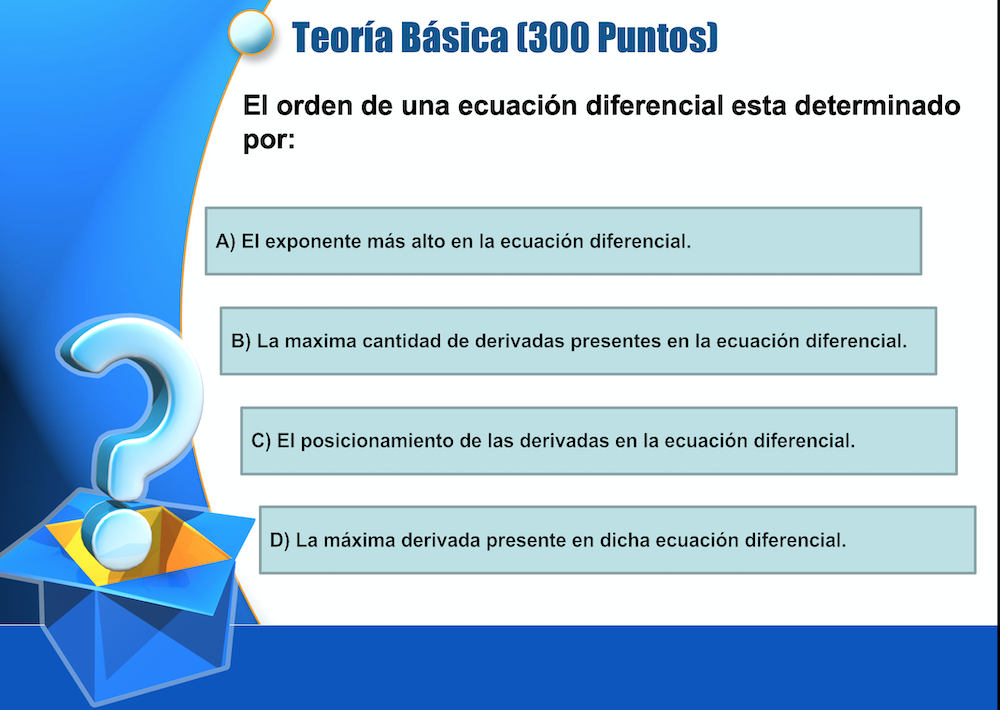 Teoría Básica (300 Puntos)
El orden de una ecuación diferencial esta determinado
por:
A) El exponente más alto en la ecuación diferencial.
B) La maxima cantidad de derivadas presentes en la ecuación diferencial.
C) El posicionamiento de las derivadas en la ecuación diferencial.
D) La máxima derivada presente en dicha ecuación diferencial.